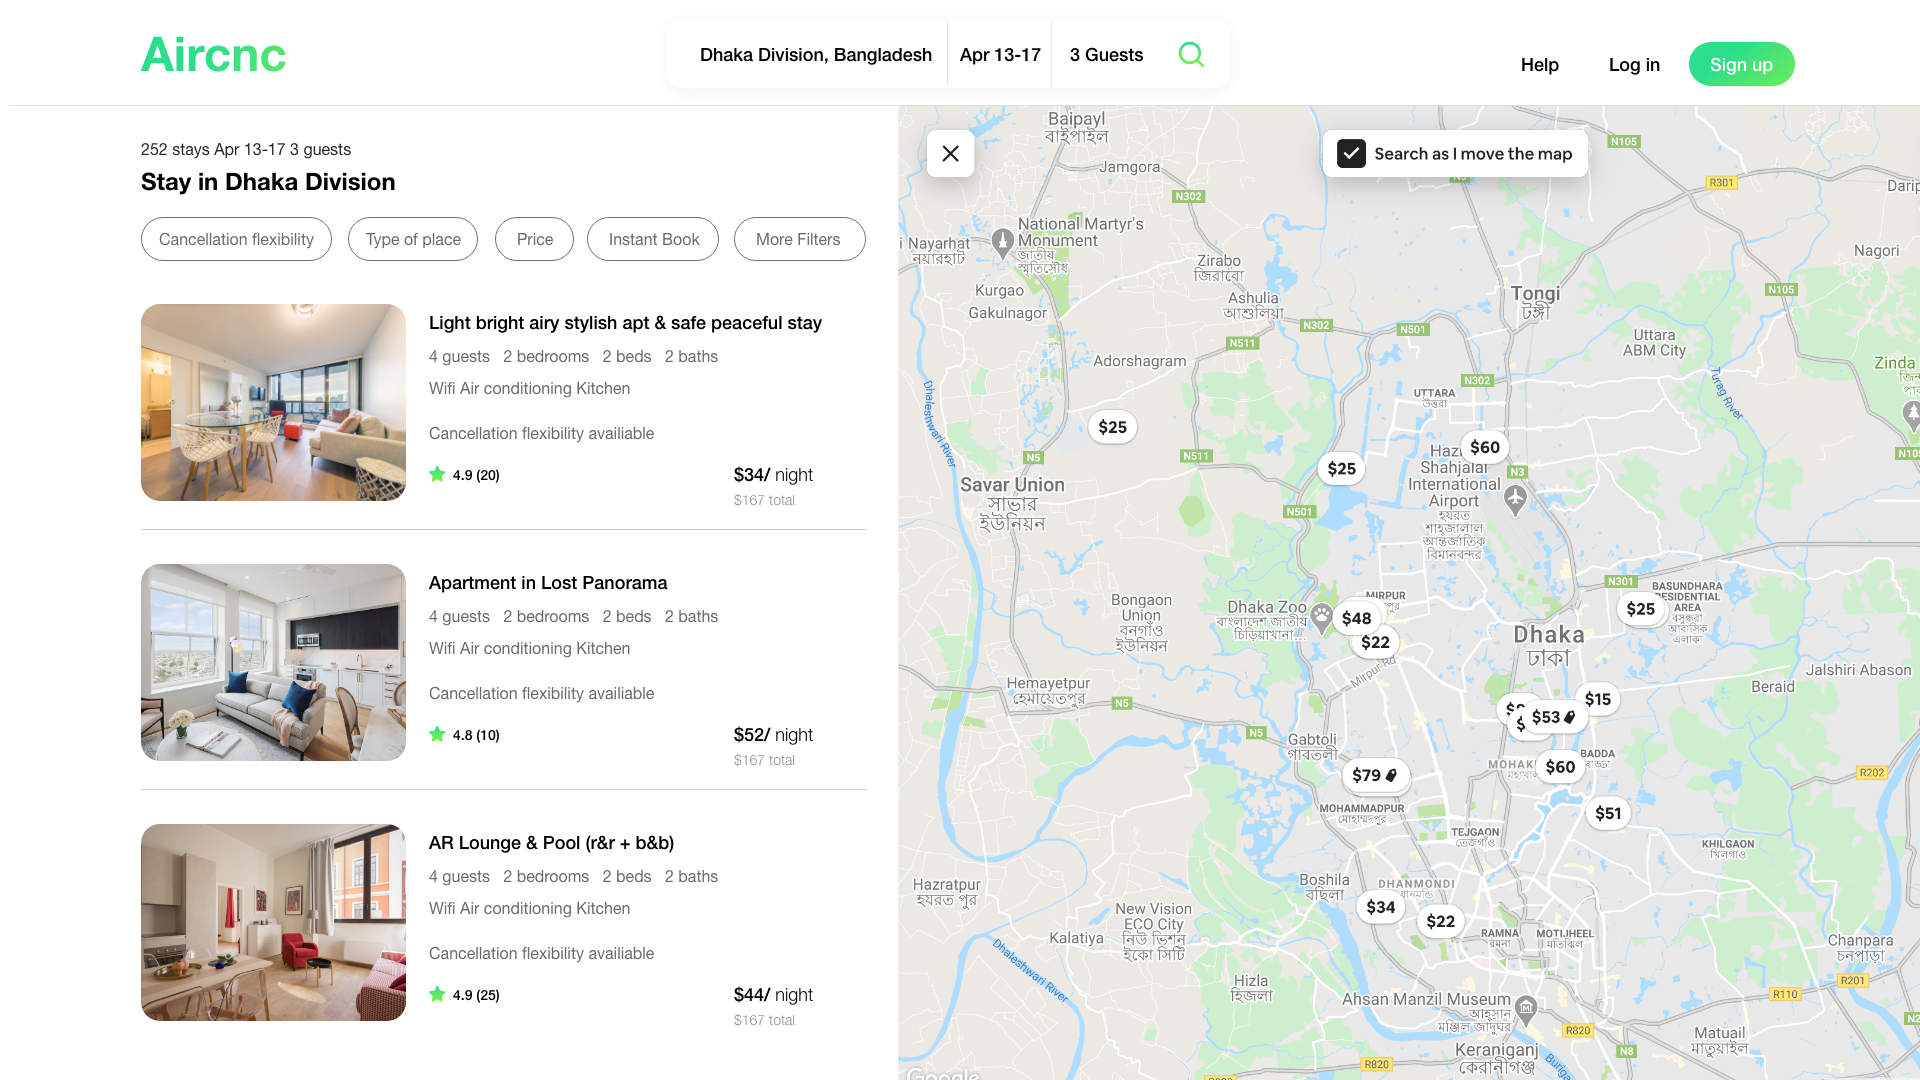 Aircnc
Dhaka Division, Bangladesh
Apr 13-17
3 Guests
Help
Log in
Sign up
252 stays Apr 13-17 3 guests
Stay in Dhaka Division
Cancellation flexibility
Type of place
Price
Instant Book
More Filters
Light bright airy stylish apt & safe peaceful stay
4 guests 2 bedrooms 2 beds 2 baths
Wifi Air conditioning Kitchen
Cancellation flexibility availiable
4.9 (20)
$34/ night
$167 total
Apartment in Lost Panorama
4 guests 2 bedrooms 2 beds 2 baths
Wifi Air conditioning Kitchen
Cancellation flexibility availiable
4.8 (10)
$52/ night
$167 total
AR Lounge & Pool (r&r + b&b)
4 guests 2 bedrooms 2 beds 2 baths
Wifi Air conditioning Kitchen
Cancellation flexibility availiable
4.9 (25)
$44/ night
$167 total
Search as I move the map
Baipayl
বাইপাইল
Jamgora
N302
N105
R301
National Martyr's
Monument
জাতীয়
স্মৃতিসৌধ
i Nayarhat
নয়ারহাট
Zirabo
জিরাবো
Nagori
Kurgao
Gakulnagor
Ashulia
আশুলিয়া
Tongi
টঙ্গী
N105
N302
N501
N511
Uttara
ABM City
Adorshagram
Zinda
N302
Turag River
Dhaleshwari River
UTTARA
উত্তরা
$25
$60
$25
N5
N511
N3
Shahjalal
International
Airport
হযরত
শাহ্জালাল
আন্তর্জাতিক
বিমানবন্দর
Savar Union
সাভার
ইউনিয়ন
N501
N301
BASUNDHARA
RESIDENTIAL
AREA
বসুন্ধরা
আবাসিক
এলাকা
$25
Bongaon
Union
বনগাঁও
ইউনিয়ন
Dhaka Zoo
বাংলাদেশ জাতীয়
চিড়িয়াখানা...
MIRPUR
$48
$22
Mirpur-Rd
Dhaka
ঢাকা
Jalshiri Abason
Beraid
Hemayetpur
হেমায়েতপুর
N5
$15
$53
N5
Gabtoli
গাবতলী
BADDA
বাড্ডা
$60
$79
R202
MOHAMMADPUR
মোহাম্মদপুর
$51
TEJGAON
তেজগাঁও
KHILGAON
খিলগাও
Hazratpur
হযরত পুর
Boshila
বছিলা
DHANMONDI
ধানমন্ডি
$34
$22
New Vision
ECO City
নিউ ভিশন
ইকো সিটি
Kalatiya
RAMNA
রমনা
MOTIJHEEL
মতিঝিল
Chanpara
চনপাড়া
Dhaleshwari River
Hizla
হিজলা
R201
R110
Ahsan Manzil Museum
আহসান
মঞ্জিল জাদুঘর
R820
Matuail
মাতুয়াইল
Keraniganj
কেরানীগঞ্জ
N8
R820
Google